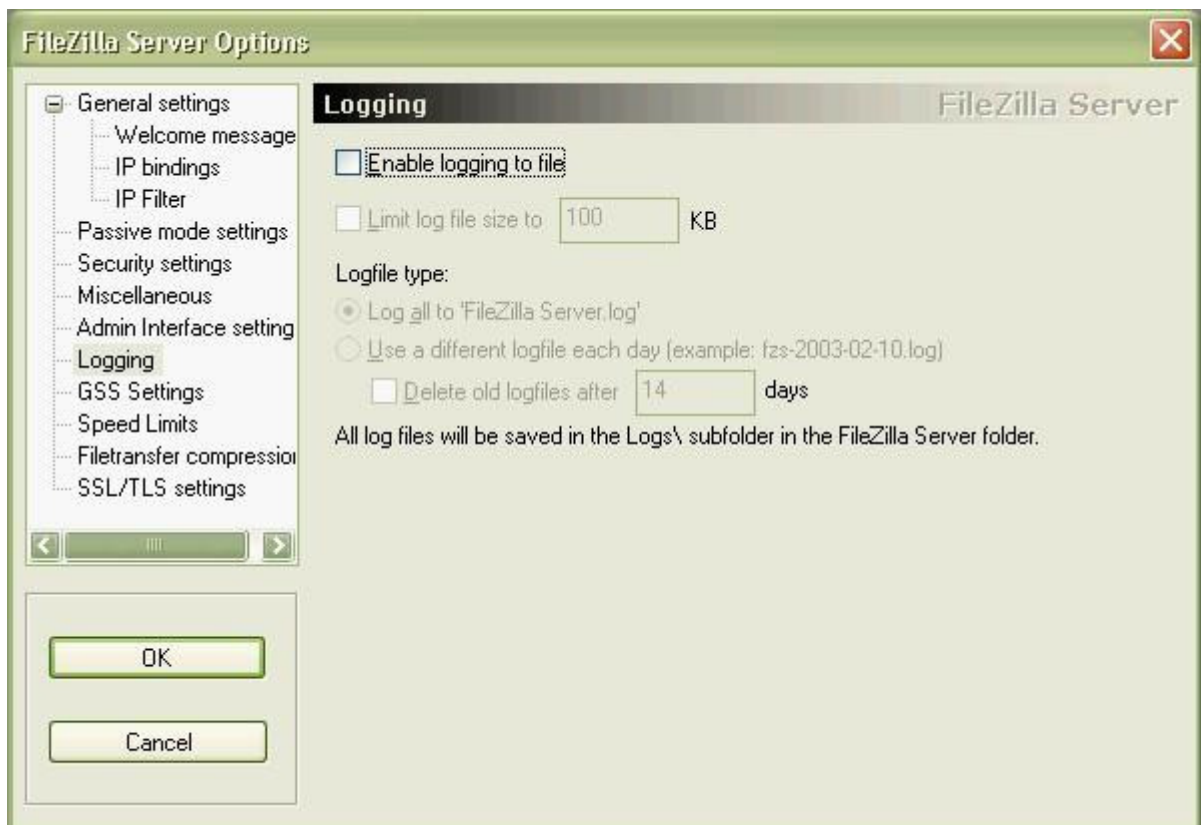 FileZilla Server Options
General settings
Welcome message
IP bindings
IP Filter
Passive mode settings
Security settings
Miscellaneous
Admin Interface setting
Logging
GSS Settings
Speed Limits
Filetransfer compression
SSL/TLS settings
OK
Cancel
Logging FileZilla Server
Enable logging to file
Limit log file size to 100 KB
Logfile type:
Log all to 'FileZilla Server.log'
Use a different logfile each day (example: fzs-2003-02-10.log)
Delete old logfiles after 14 days
All log files will be saved in the Logs\ subfolder in the FileZilla Server folder.